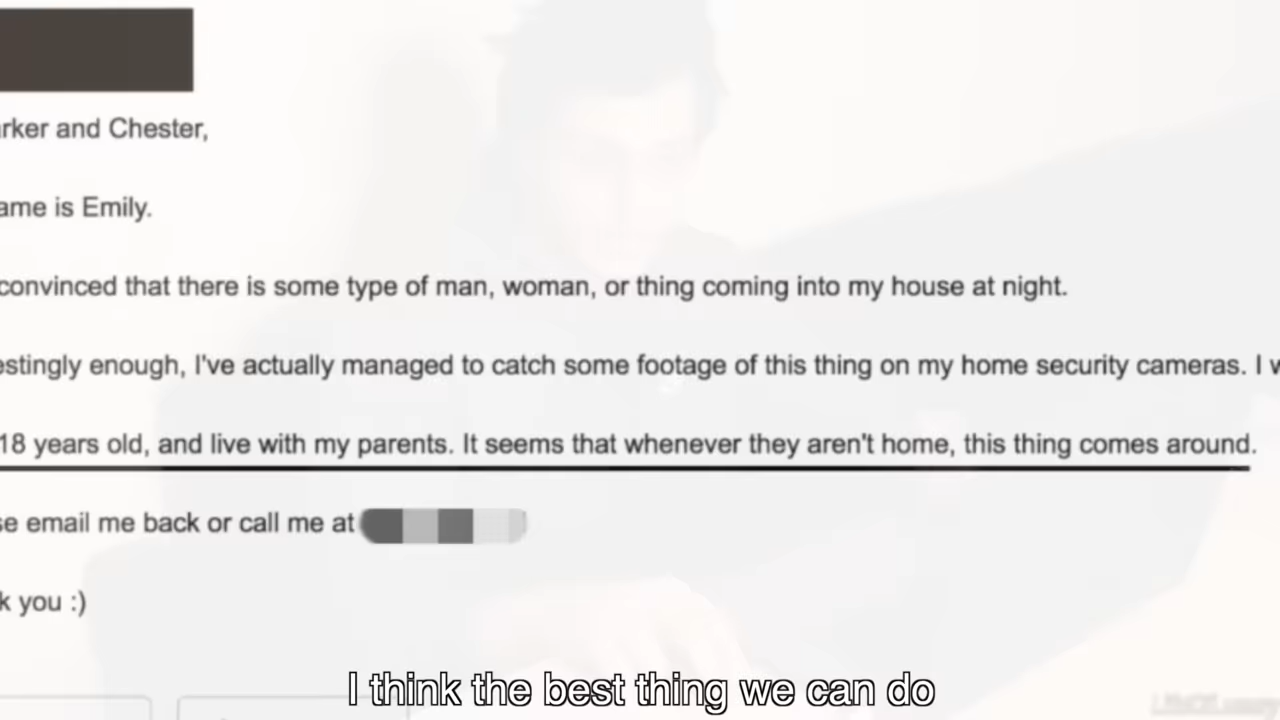 rker and Chester,
ame is Emily.
convinced that there is some type of man, woman, or thing coming into my house at night.
estingly enough, I've actually managed to catch some footage of this thing on my home security cameras. I w
18 years old, and live with my parents. It seems that whenever they aren't home, this thing comes around.
se email me back or call me at
k you :)
I think the best thing we can do